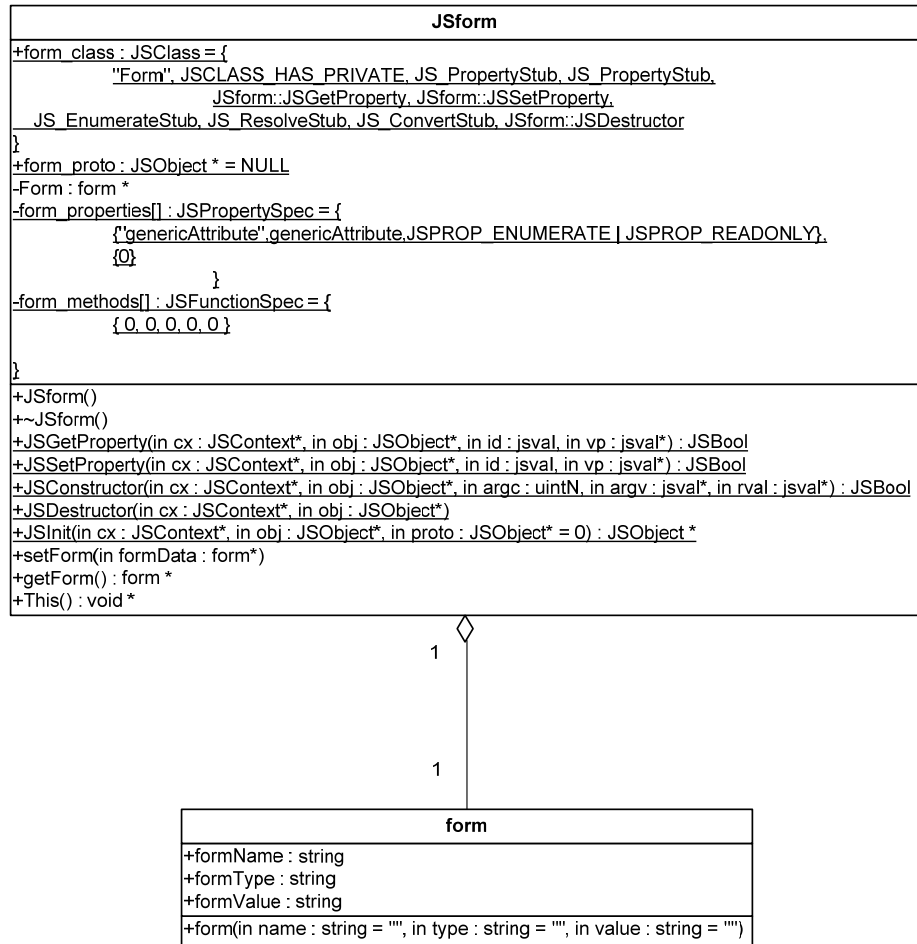 JSform
+form_class : JSClass = {
"Form", JSCLASS_HAS_PRIVATE, JS_PropertyStub, JS_PropertyStub,
JSform::JSGetProperty, JSform::JSSetProperty,
JS_EnumerateStub, JS_ResolveStub, JS_ConvertStub, JSform::JSDestructor
}
+form_proto : JSObject * = NULL
-Form : form *
-form_properties[] : JSPropertySpec = {
{"genericAttribute",genericAttribute,JSPROP_ENUMERATE | JSPROP_READONLY},
{0}
}
-form_methods[] : JSFunctionSpec = {
{ 0, 0, 0, 0, 0 }
}
+JSform()
+~JSform()
+JSGetProperty(in cx : JSContext*, in obj : JSObject*, in id : jsval, in vp : jsval*) : JSBool
+JSSetProperty(in cx : JSContext*, in obj : JSObject*, in id : jsval, in vp : jsval*) : JSBool
+JSConstructor(in cx : JSContext*, in obj : JSObject*, in argc : uintN, in argv : jsval*, in rval : jsval*) : JSBool
+JSDestructor(in cx : JSContext*, in obj : JSObject*)
+JSInit(in cx : JSContext*, in obj : JSObject*, in proto : JSObject* = 0) : JSObject *
+setForm(in formData : form*)
+getForm() : form *
+This() : void *
1
1
form
+formName : string
+formType : string
+formValue : string
+form(in name : string = "", in type : string = "", in value : string = "")